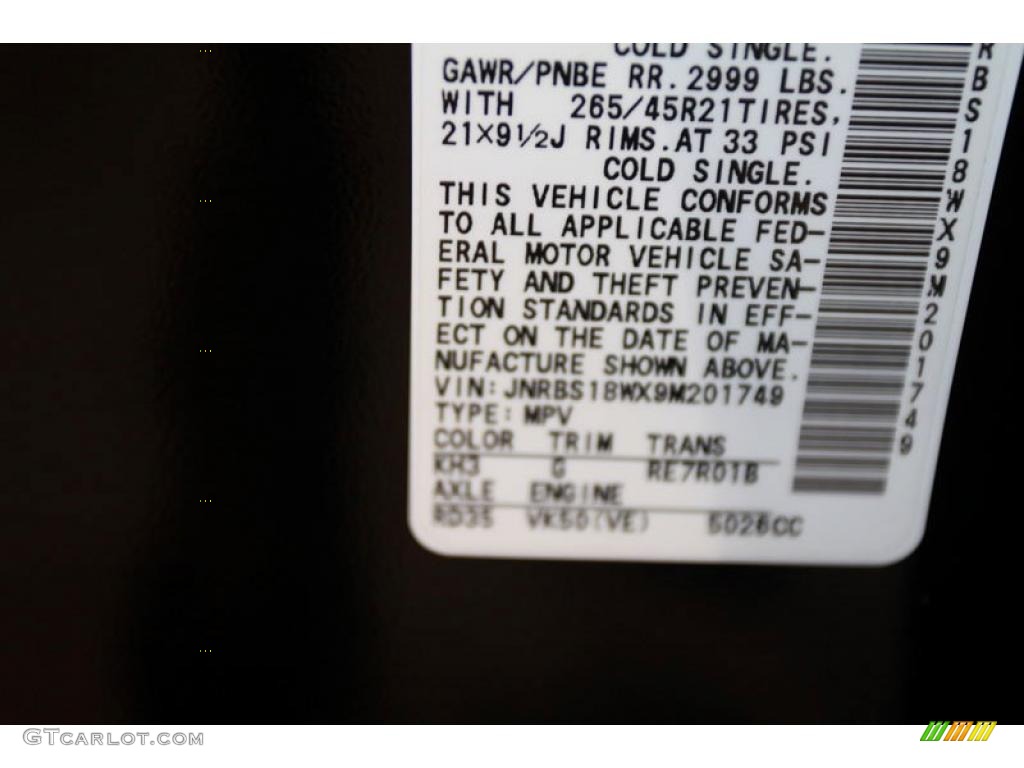 COLD SINGLE.
GAWR/PNBE RR. 2999 LBS.
WITH 265/45R21TIRES,
21×9½J RIMS. AT 33 PSI
COLD SINGLE.
THIS VEHICLE CONFORMS
TO ALL APPLICABLE FED-
ERAL MOTOR VEHICLE SA-
FETY AND THEFT PREVEN-
TION STANDARDS IN EFF-
ECT ON THE DATE OF MA-
NUFACTURE SHOWN ABOVE.
VIN: JNRBS18WX9M201749
TYPE: MPV
COLOR TRIM TRANS
KH3 G RE7R01B
AXLE ENGINE
RD35 VK50(VE) 5026CC
RBS18WX9M201749
GTCARLOT.COM